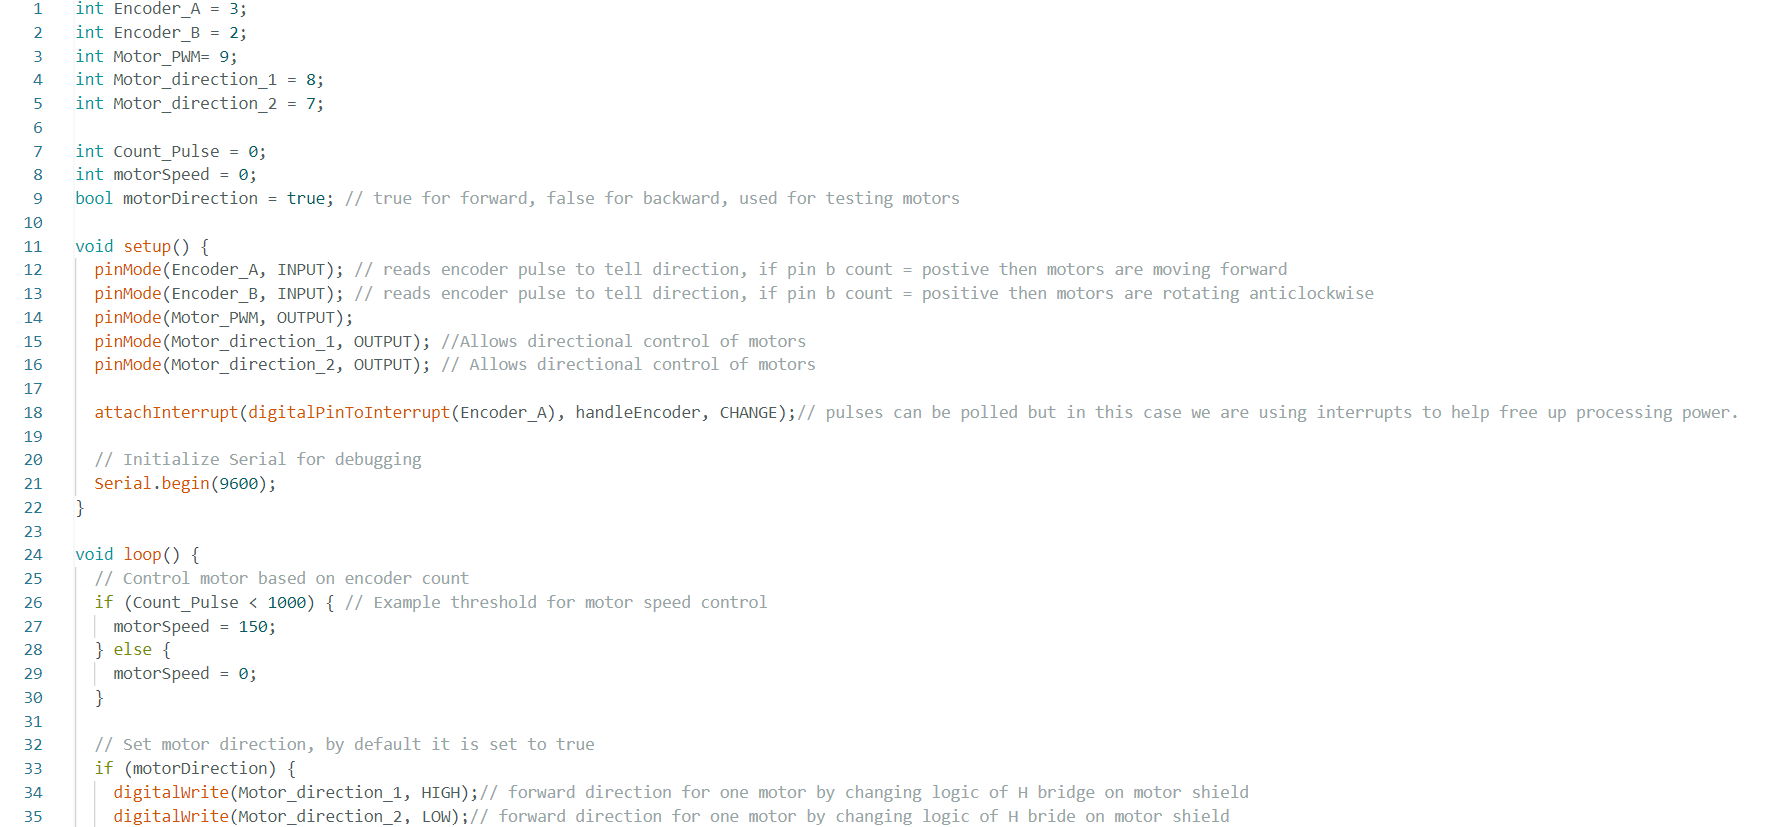 1 int Encoder_A = 3;
2 int Encoder_B = 2;
3 int Motor_PWM= 9;
4 int Motor_direction_1 = 8;
5 int Motor_direction_2 = 7;
6
7 int Count_Pulse = 0;
8 int motorSpeed = 0;
9 bool motorDirection = true; // true for forward, false for backward, used for testing motors
10
11 void setup() {
12 pinMode(Encoder_A, INPUT); // reads encoder pulse to tell direction, if pin b count = postive then motors are moving forward
13 pinMode(Encoder_B, INPUT); // reads encoder pulse to tell direction, if pin b count = positive then motors are rotating anticlockwise
14 pinMode(Motor_PWM, OUTPUT);
15 pinMode(Motor_direction_1, OUTPUT); //Allows directional control of motors
16 pinMode(Motor_direction_2, OUTPUT); // Allows directional control of motors
17
18 attachInterrupt(digitalPinToInterrupt(Encoder_A), handleEncoder, CHANGE);// pulses can be polled but in this case we are using interrupts to help free up processing power.
19
20 // Initialize Serial for debugging
21 Serial.begin(9600);
22 }
23
24 void loop() {
25 // Control motor based on encoder count
26 if (Count_Pulse < 1000) { // Example threshold for motor speed control
27 motorSpeed = 150;
28 } else {
29 motorSpeed = 0;
30 }
31
32 // Set motor direction, by default it is set to true
33 if (motorDirection) {
34 digitalWrite(Motor_direction_1, HIGH);// forward direction for one motor by changing logic of H bridge on motor shield
35 digitalWrite(Motor_direction_2, LOW);// forward direction for one motor by changing logic of H bride on motor shield